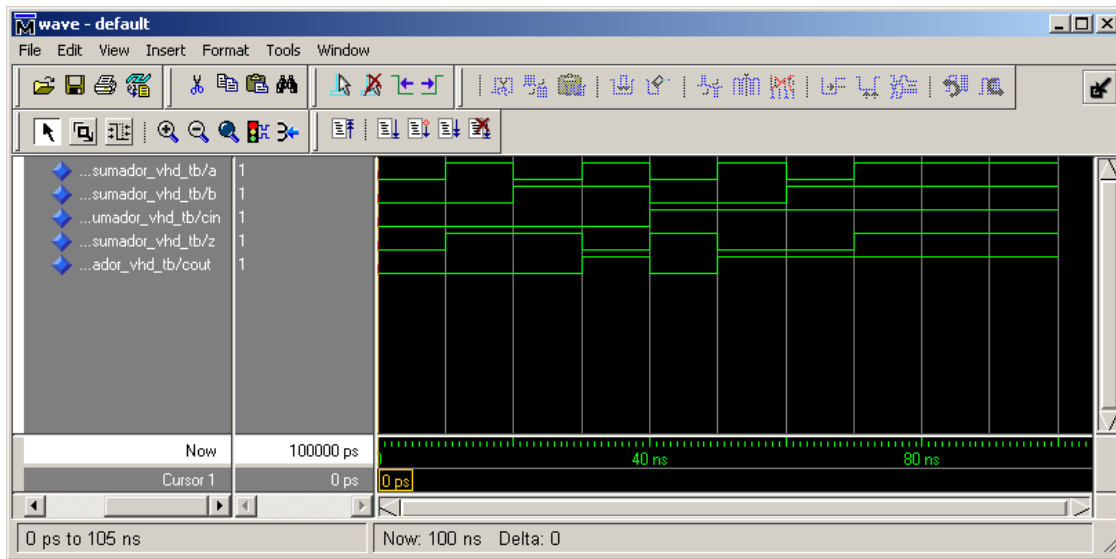 wave - default
File Edit View Insert Format Tools Window
...sumador_vhd_tb/a 1
...sumador_vhd_tb/b 1
...umador_vhd_tb/cin 1
...sumador_vhd_tb/z 1
...ador_vhd_tb/cout 1
Now 100000 ps
40 ns 80 ns
Cursor 1 0 ps 0 ps
0 ps to 105 ns Now: 100 ns Delta: 0